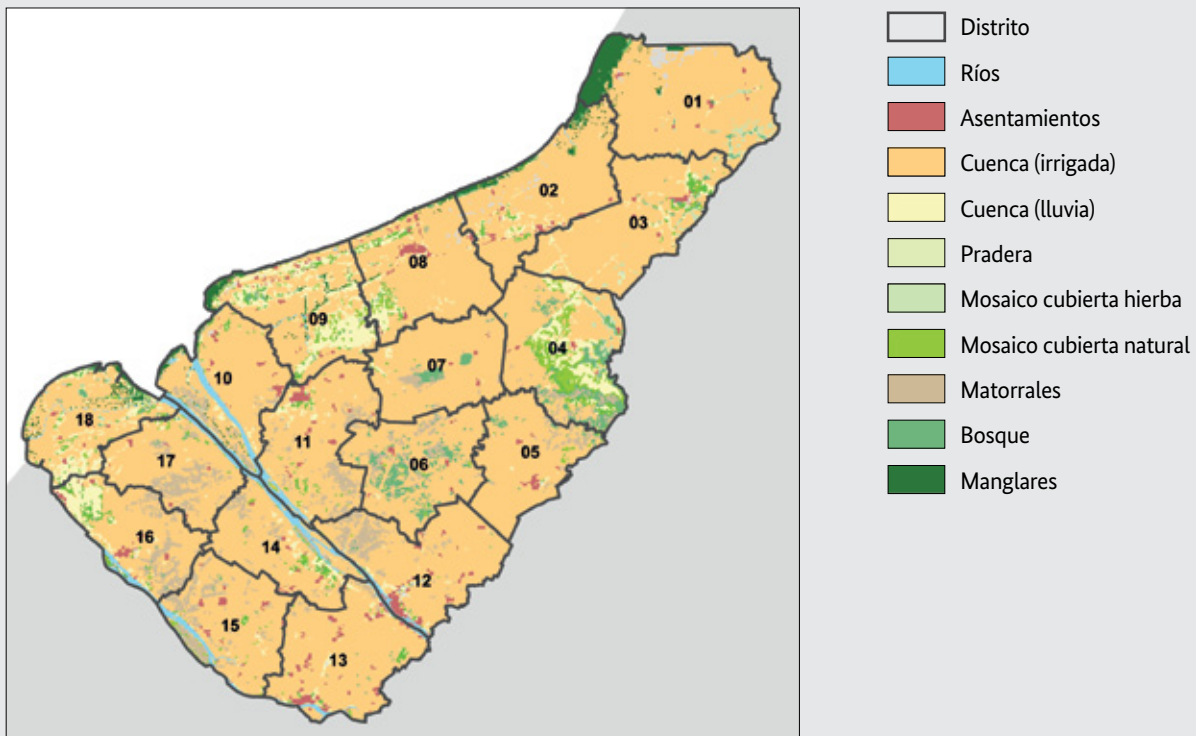 01
02
03
08
09
04
07
10
18
11
05
06
17
16
14
12
15
13
Distrito
Ríos
Asentamientos
Cuenca (irrigada)
Cuenca (lluvia)
Pradera
Mosaico cubierta hierba
Mosaico cubierta natural
Matorrales
Bosque
Manglares